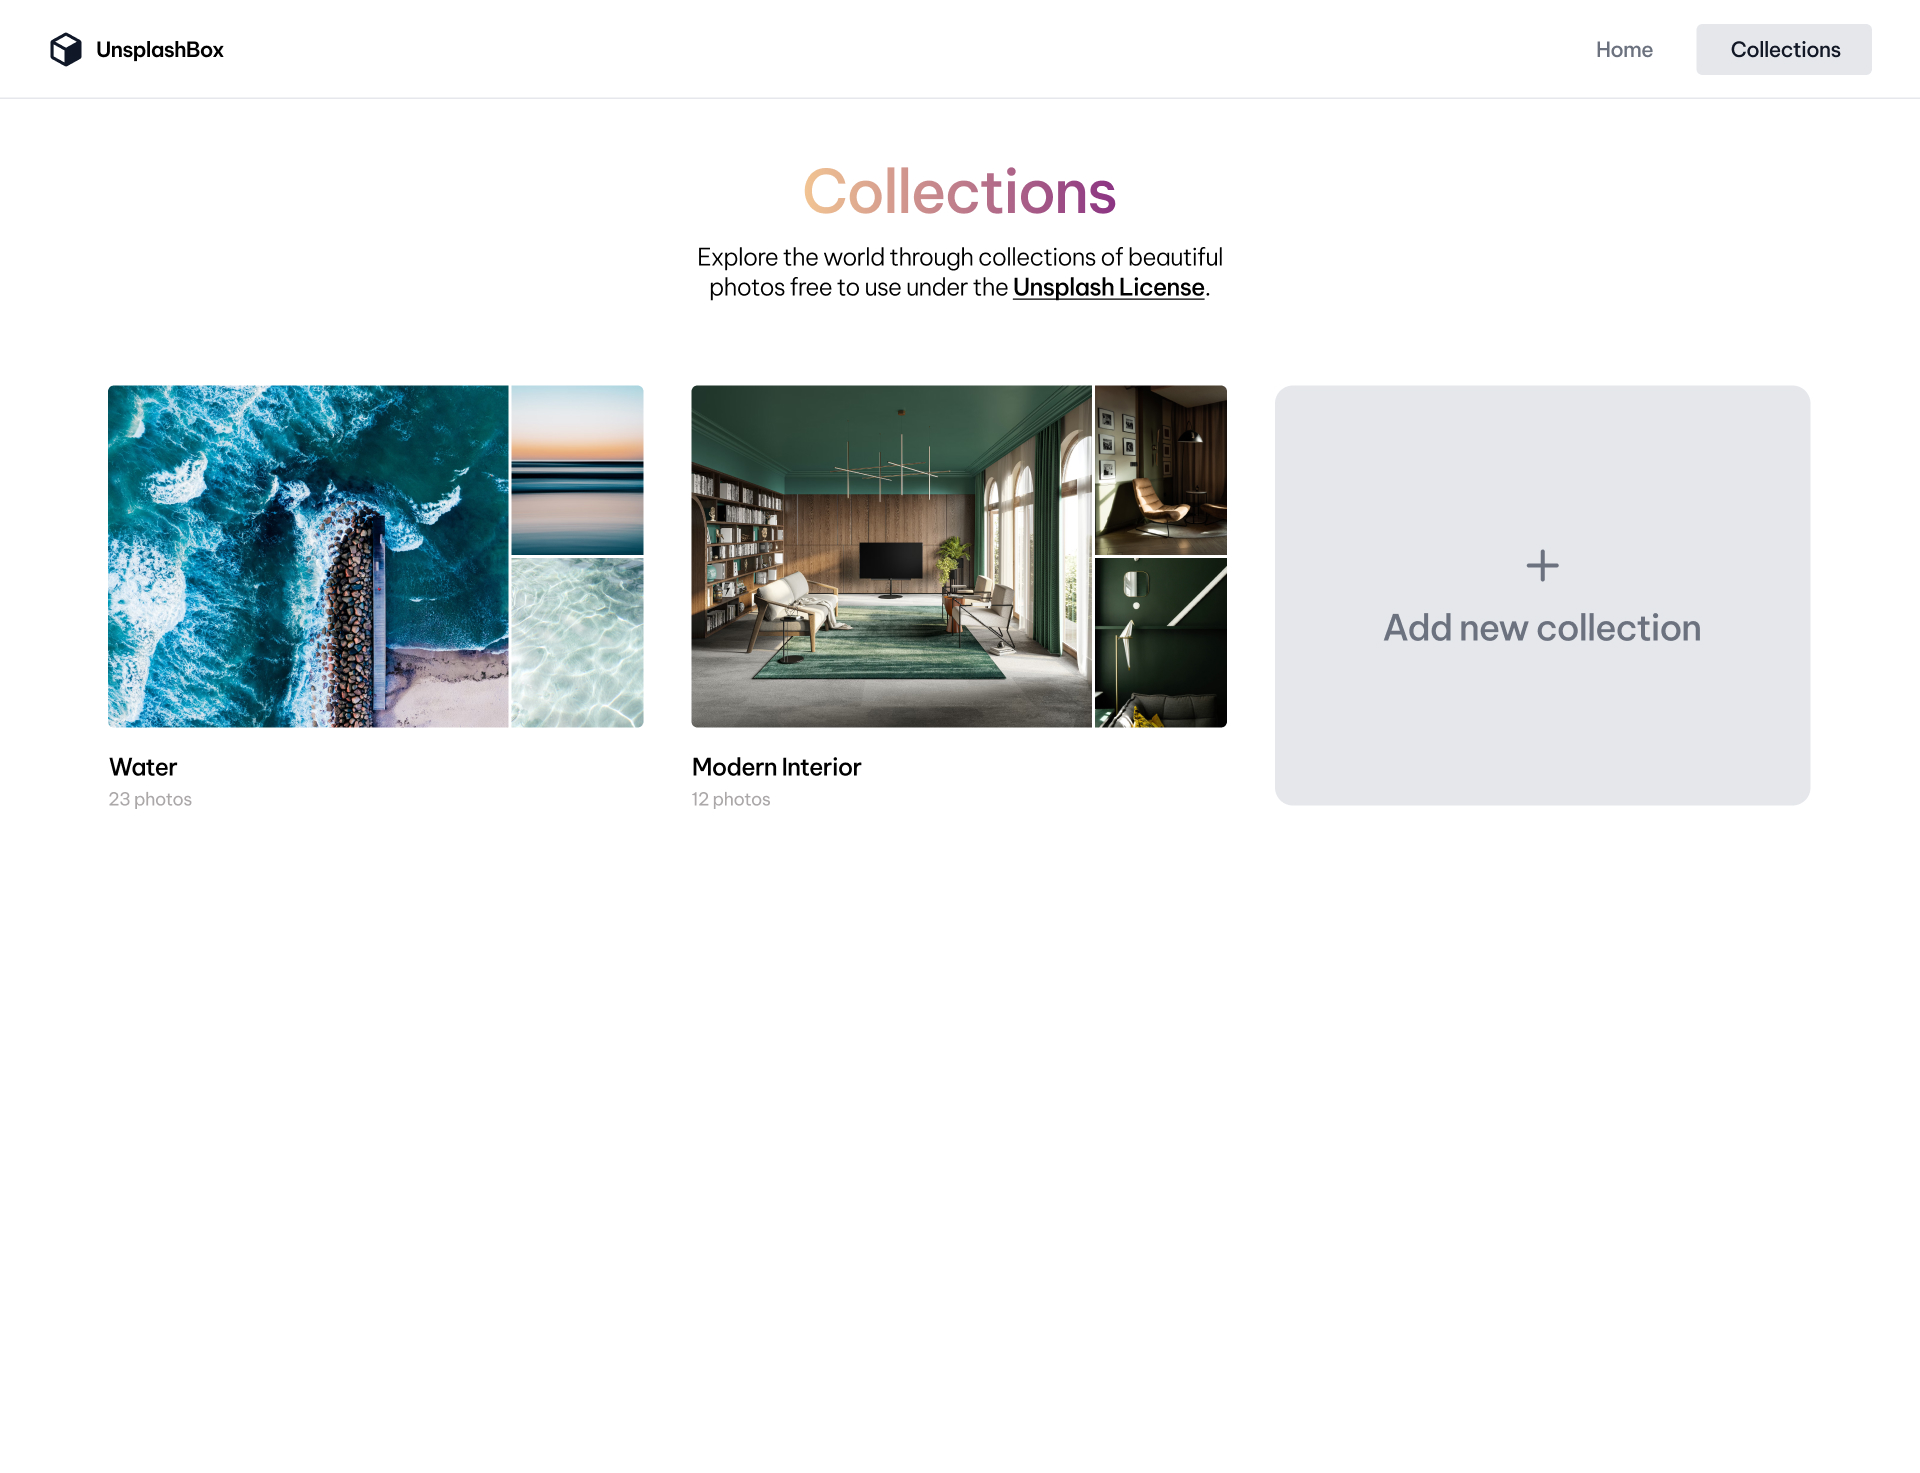 UnsplashBox
Home
Collections
Collections
Explore the world through collections of beautiful
photos free to use under the Unsplash License.
Water
23 photos
Modern Interior
12 photos
Add new collection